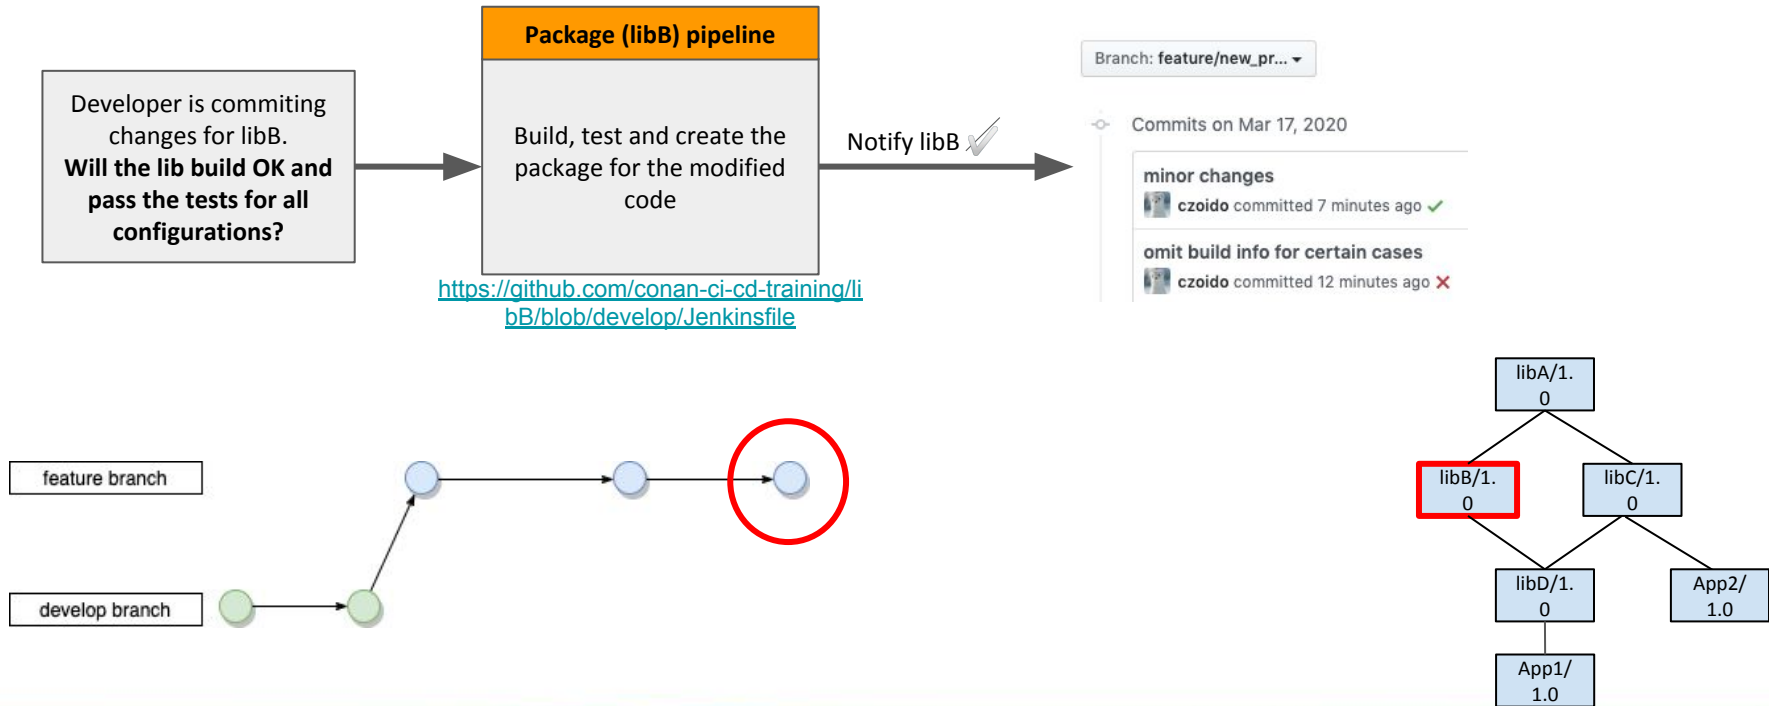 Developer is commiting
changes for libB.
Will the lib build OK and
pass the tests for all
configurations?
Package (libB) pipeline
Build, test and create the
package for the modified
code
https://github.com/conan-ci-cd-training/li
bB/blob/develop/Jenkinsfile
Notify libB
Branch: feature/new_pr...
Commits on Mar 17, 2020
minor changes
czoido committed 7 minutes ago
omit build info for certain cases
czoido committed 12 minutes ago
feature branch
develop branch
libA/1.
0
libB/1.
0
libC/1.
0
libD/1.
0
App2/
1.0
App1/
1.0